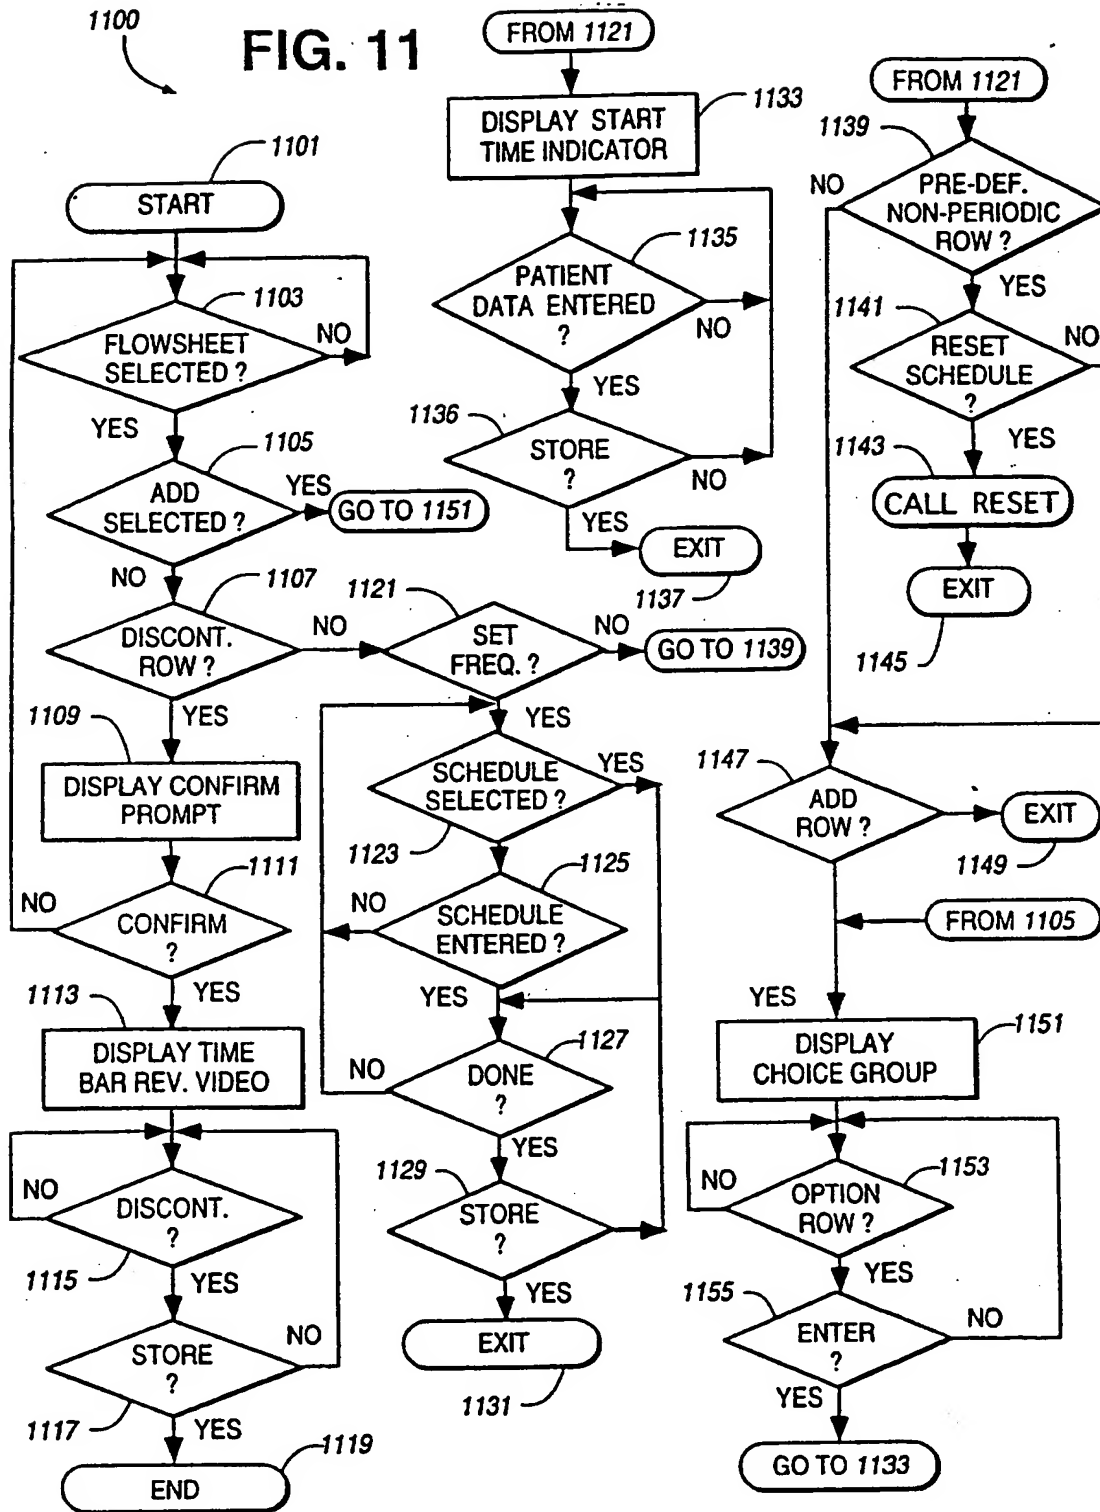 1100
FIG. 11
1101
START
1103
FLOWSHEET
SELECTED ?
NO
YES
1105
ADD
SELECTED ?
YES
GO TO 1151
NO
1107
DISCONT.
ROW ?
NO
YES
1109
DISPLAY CONFIRM
PROMPT
1111
NO
CONFIRM
?
YES
1113
DISPLAY TIME
BAR REV. VIDEO
NO
DISCONT.
?
1115
YES
STORE
?
NO
1117
YES
1119
END
1121
SET
FREQ. ?
NO
GO TO 1139
YES
SCHEDULE
SELECTED ?
YES
1123
1125
NO
SCHEDULE
ENTERED ?
YES
1127
NO
DONE
?
YES
1129
STORE
?
YES
EXIT
1131
FROM 1121
1133
DISPLAY START
TIME INDICATOR
1135
PATIENT
DATA ENTERED
?
NO
YES
1136
STORE
?
NO
YES
EXIT
1137
FROM 1121
1139
NO
PRE-DEF.
NON-PERIODIC
ROW ?
YES
1141
NO
RESET
SCHEDULE
?
YES
1143
CALL RESET
EXIT
1145
1147
ADD
ROW ?
EXIT
1149
FROM 1105
YES
1151
DISPLAY
CHOICE GROUP
1153
NO
OPTION
ROW ?
YES
1155
ENTER
?
NO
YES
GO TO 1133